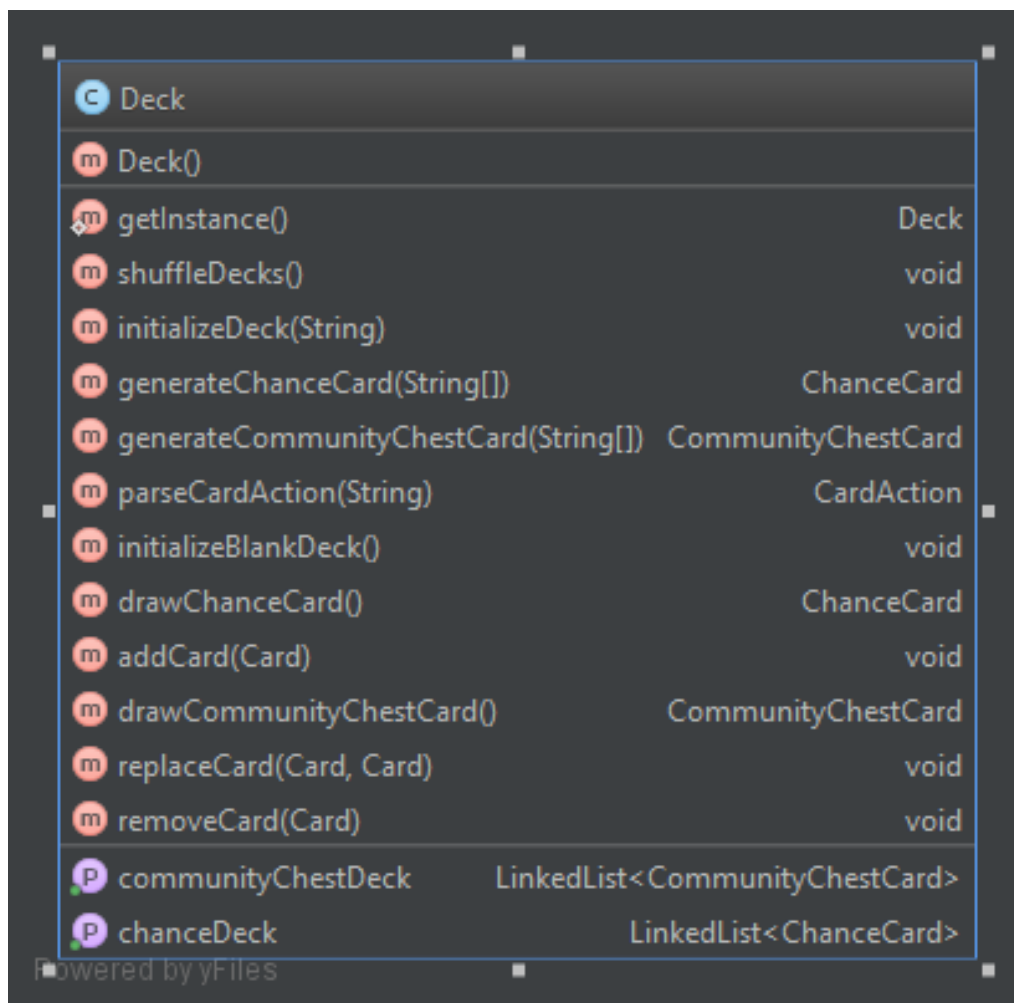 C Deck
m Deck()
m getInstance() Deck
m shuffleDecks() void
m initializeDeck(String) void
m generateChanceCard(String[]) ChanceCard
m generateCommunityChestCard(String[]) CommunityChestCard
m parseCardAction(String) CardAction
m initializeBlankDeck() void
m drawChanceCard() ChanceCard
m addCard(Card) void
m drawCommunityChestCard() CommunityChestCard
m replaceCard(Card, Card) void
m removeCard(Card) void
P communityChestDeck LinkedList<CommunityChestCard>
P chanceDeck LinkedList<ChanceCard>
Powered by yFiles